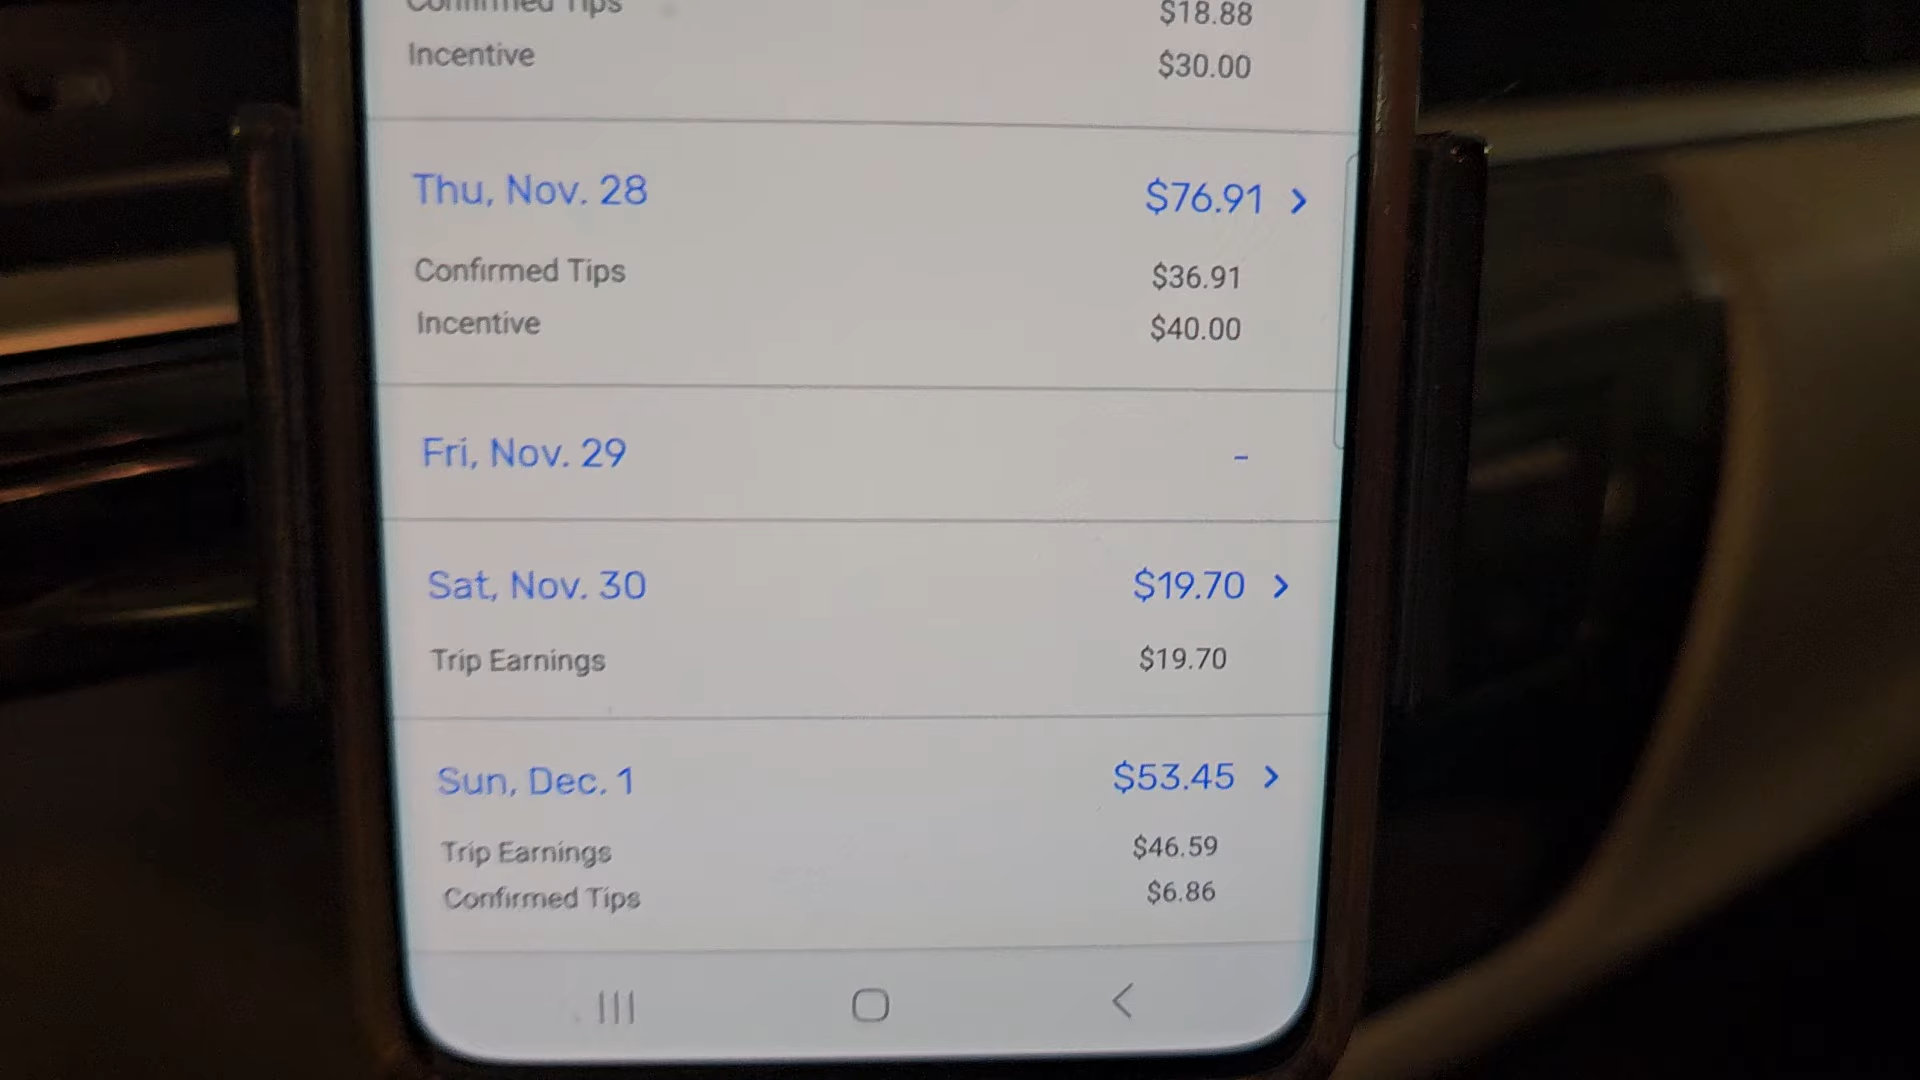 Confirmed Tips $18.88
Incentive $30.00
Thu, Nov. 28 $76.91 >
Confirmed Tips $36.91
Incentive $40.00
Fri, Nov. 29 -
Sat, Nov. 30 $19.70 >
Trip Earnings $19.70
Sun, Dec. 1 $53.45 >
Trip Earnings $46.59
Confirmed Tips $6.86